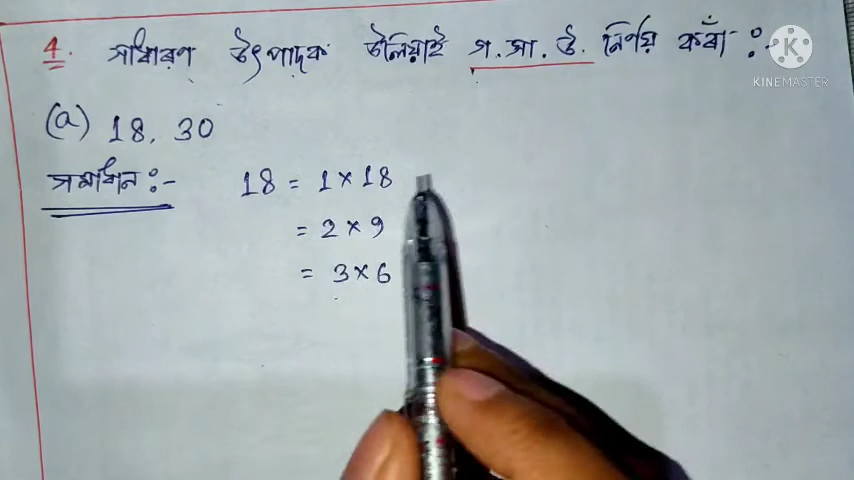 4. সাধাৰণ উৎপাদক উলিয়াই গ.সা.উ. নিৰ্ণয় কৰাঁ :-
KINEMASTER
(a) 18, 30
সমাধান :- 18 = 1 × 18
= 2 × 9
= 3 × 6